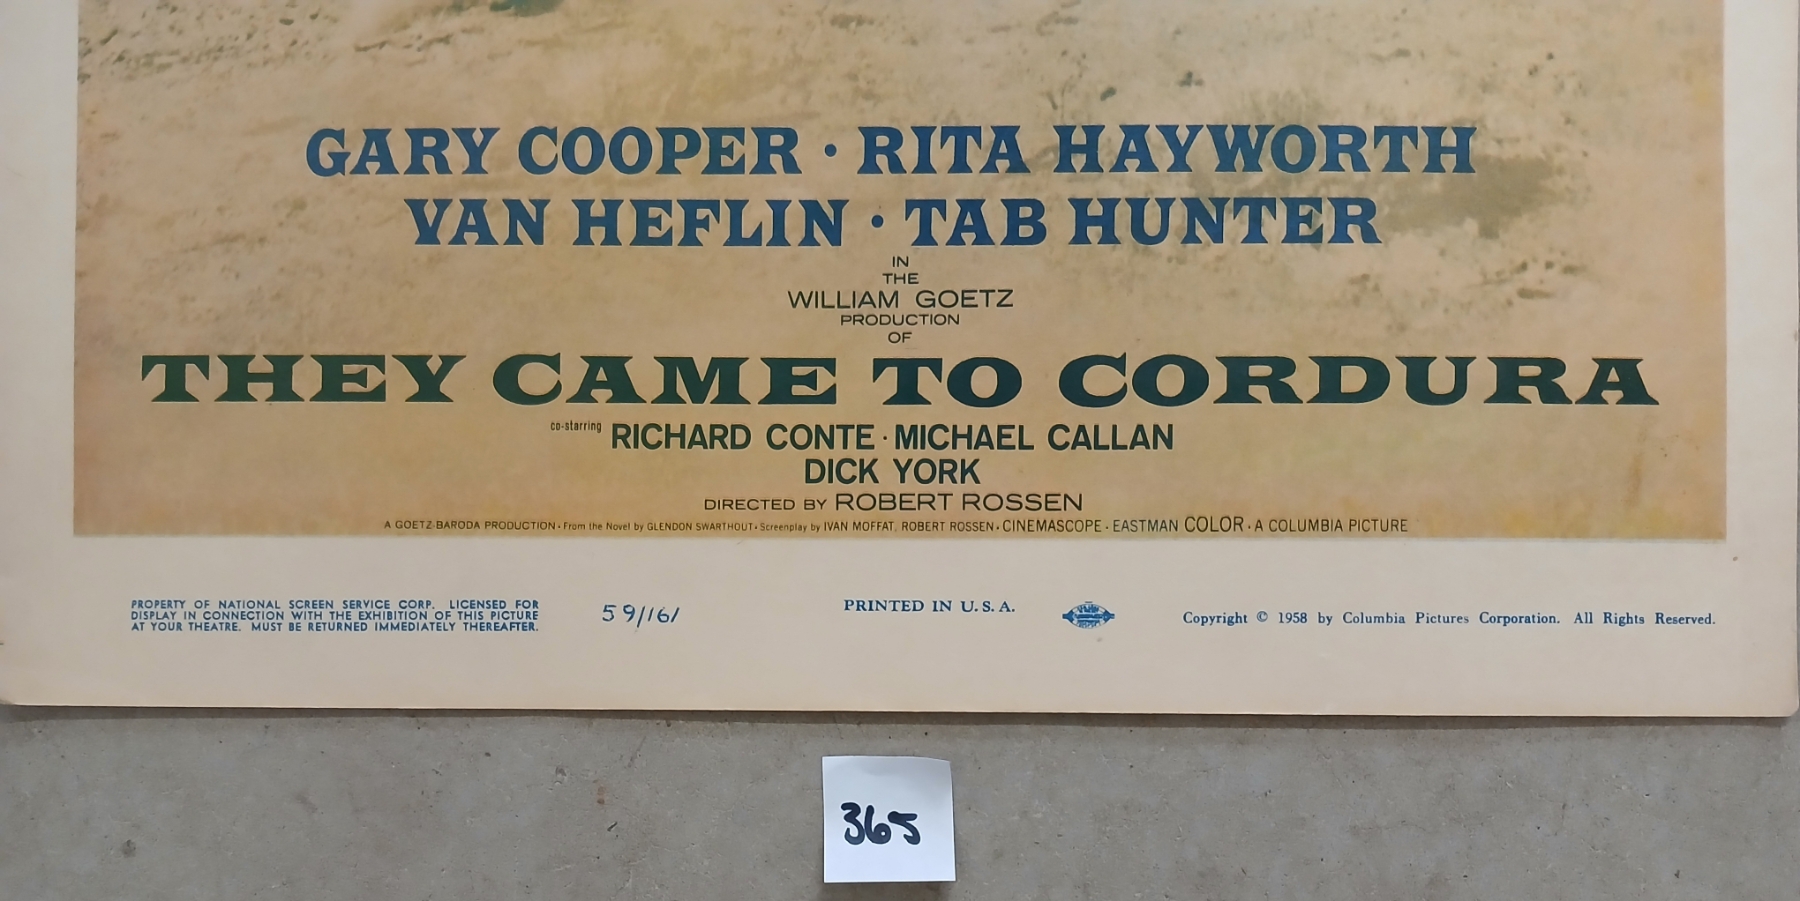 GARY COOPER · RITA HAYWORTH
VAN HEFLIN · TAB HUNTER
IN
THE
WILLIAM GOETZ
PRODUCTION
OF
THEY CAME TO CORDURA
co-starring RICHARD CONTE · MICHAEL CALLAN
DICK YORK
DIRECTED BY ROBERT ROSSEN
A GOETZ-BARODA PRODUCTION · From the Novel by GLENDON SWARTHOUT · Screenplay by IVAN MOFFAT, ROBERT ROSSEN · CINEMASCOPE · EASTMAN COLOR · A COLUMBIA PICTURE
PROPERTY OF NATIONAL SCREEN SERVICE CORP. LICENSED FOR
DISPLAY IN CONNECTION WITH THE EXHIBITION OF THIS PICTURE
AT YOUR THEATRE. MUST BE RETURNED IMMEDIATELY THEREAFTER.
59/161
PRINTED IN U.S.A.
Copyright © 1958 by Columbia Pictures Corporation. All Rights Reserved.
365